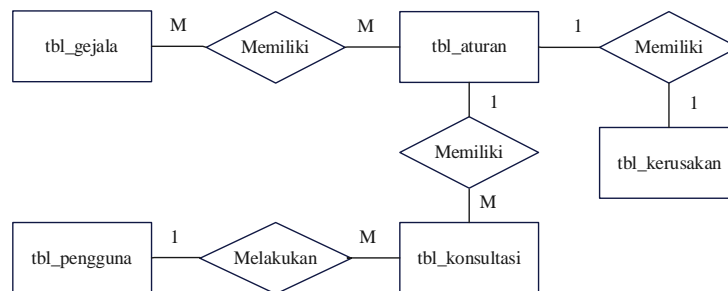 tbl_gejala
M
Memiliki
M
tbl_aturan
1
Memiliki
1
tbl_kerusakan
1
Memiliki
M
tbl_pengguna
1
Melakukan
M
tbl_konsultasi